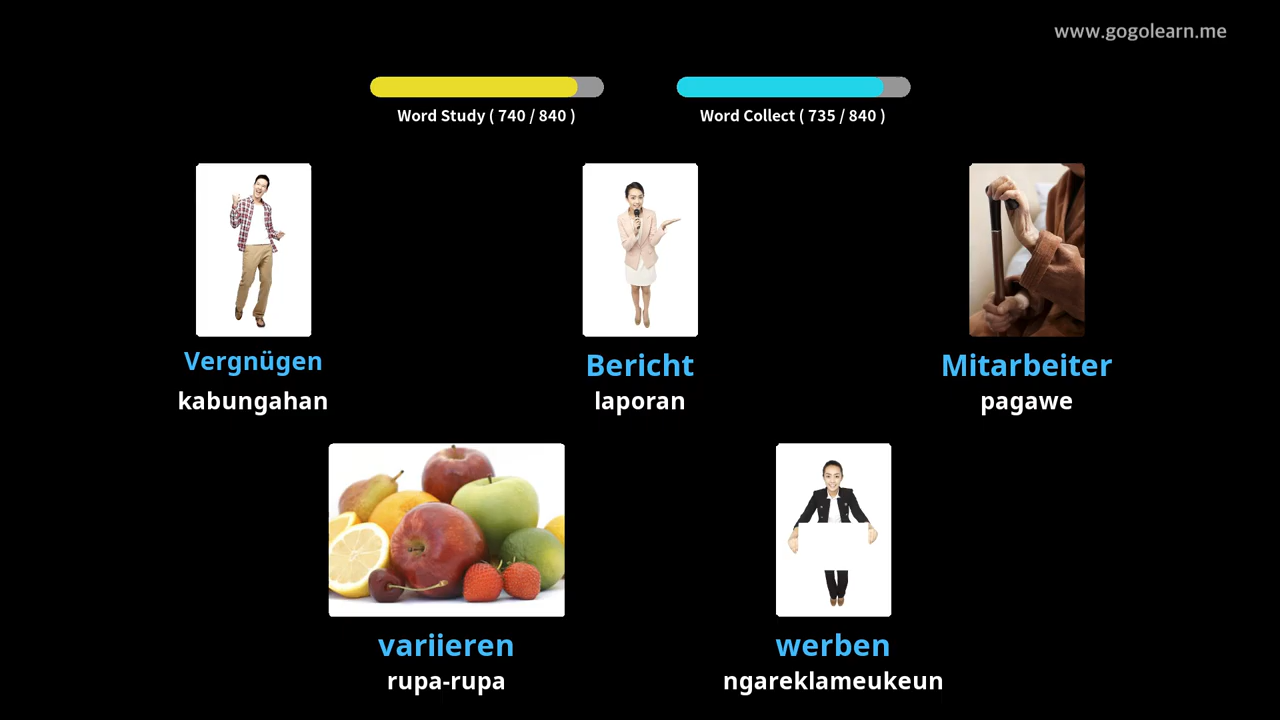 www.gogolearn.me
Word Study ( 740 / 840 )
Word Collect ( 735 / 840 )
Vergnügen
kabungahan
Bericht
laporan
Mitarbeiter
pagawe
variieren
rupa-rupa
werben
ngareklameukeun